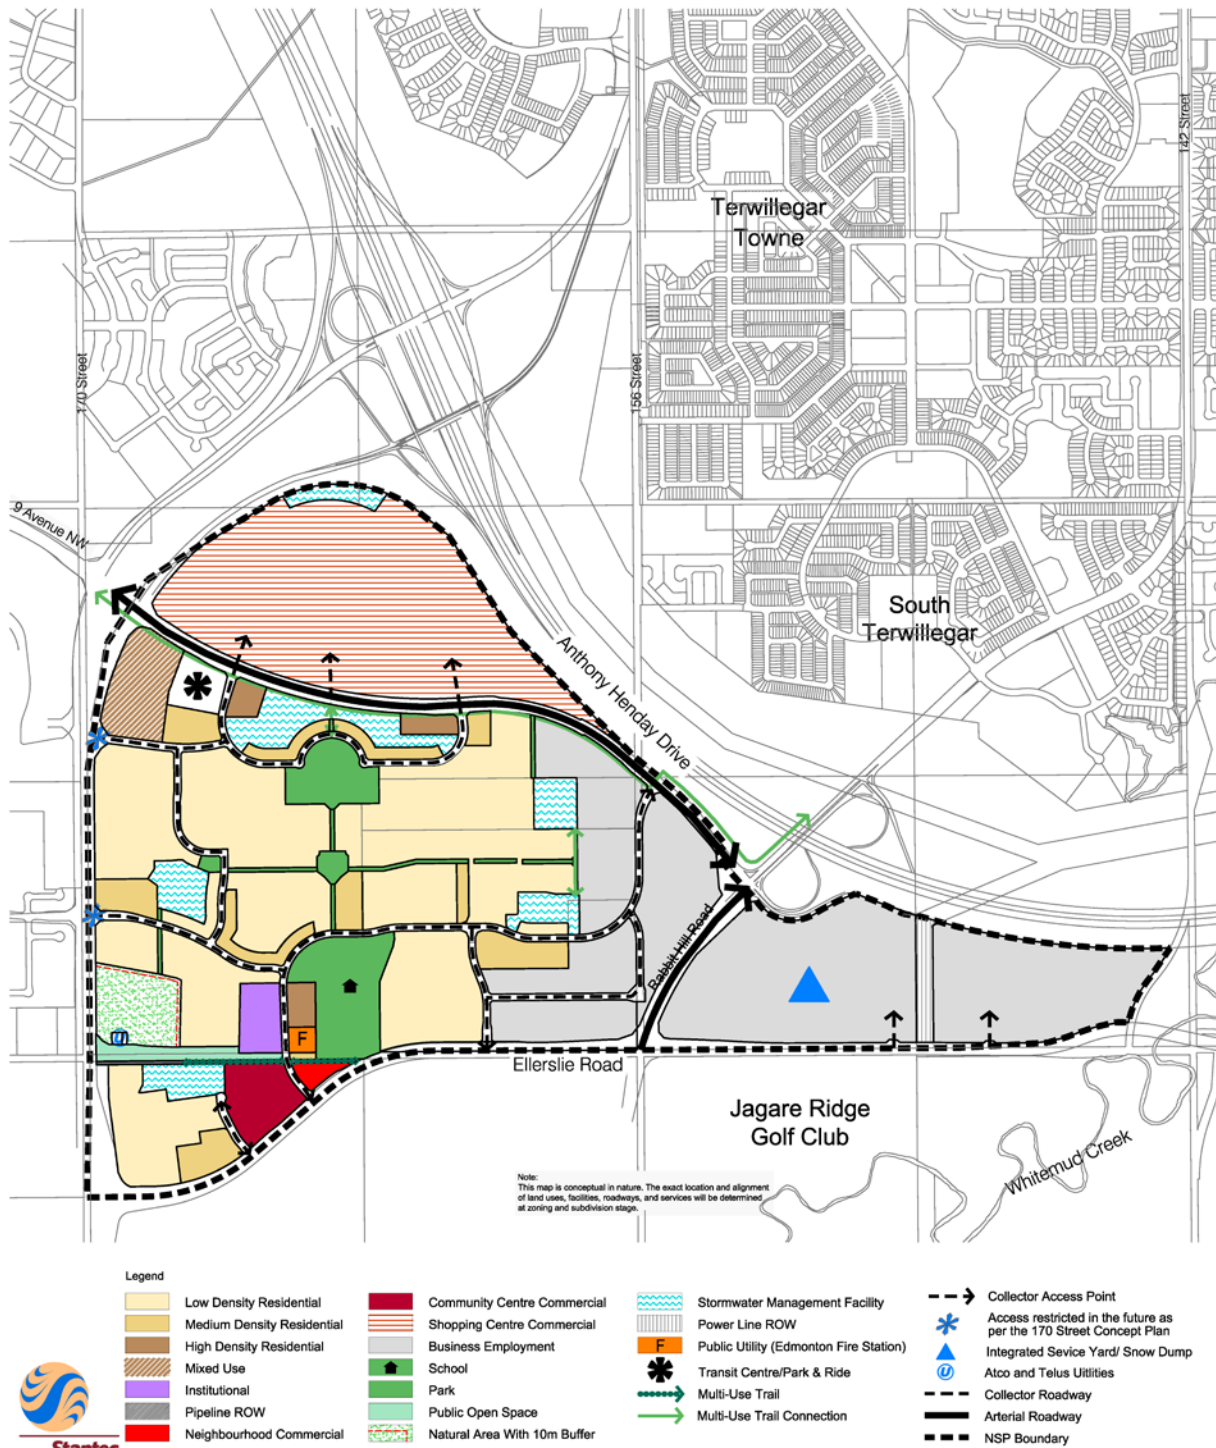 142 Street
Terwillegar
Towne
170 Street
156 Street
9 Avenue NW
South
Terwillegar
Anthony Henday Drive
Rabbit Hill Road
F
Ellerslie Road
Jagare Ridge
Golf Club
Whitemud Creek
Note:
This map is conceptual in nature. The exact location and alignment
of land uses, facilities, roadways, and services will be determined
at zoning and subdivision stage.
Legend
Low Density Residential
Medium Density Residential
High Density Residential
Mixed Use
Institutional
Pipeline ROW
Neighbourhood Commercial
Community Centre Commercial
Shopping Centre Commercial
Business Employment
School
Park
Public Open Space
Natural Area With 10m Buffer
Stormwater Management Facility
Power Line ROW
F Public Utility (Edmonton Fire Station)
Transit Centre/Park & Ride
Multi-Use Trail
Multi-Use Trail Connection
Collector Access Point
Access restricted in the future as
per the 170 Street Concept Plan
Integrated Sevice Yard/ Snow Dump
Atco and Telus Uitlities
Collector Roadway
Arterial Roadway
NSP Boundary
Stantec